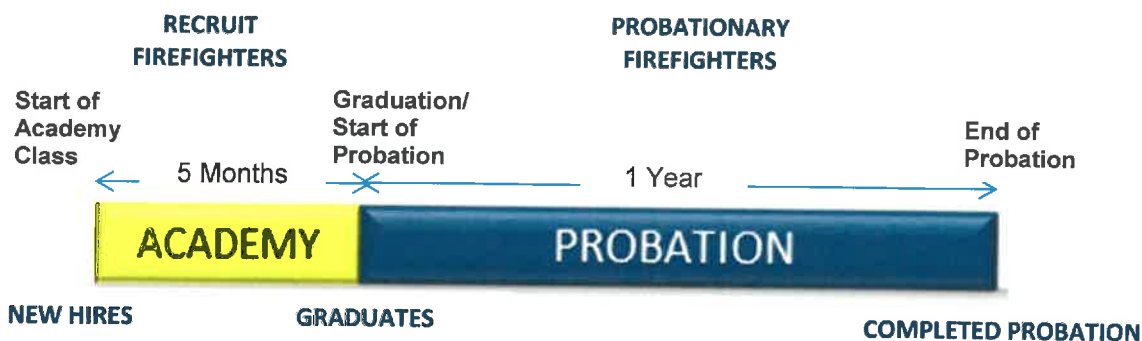 RECRUIT
FIREFIGHTERS
PROBATIONARY
FIREFIGHTERS
Start of
Academy
Class
Graduation/
Start of
Probation
End of
Probation
5 Months
1 Year
ACADEMY
PROBATION
NEW HIRES
GRADUATES
COMPLETED PROBATION